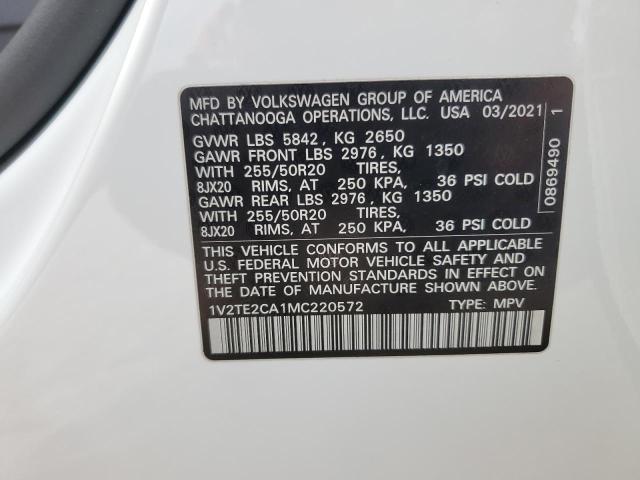 MFD BY VOLKSWAGEN GROUP OF AMERICA
CHATTANOOGA OPERATIONS, LLC. USA 03/2021
GVWR LBS 5842, KG 2650
GAWR FRONT LBS 2976, KG 1350
WITH 255/50R20 TIRES,
8JX20 RIMS, AT 250 KPA, 36 PSI COLD
GAWR REAR LBS 2976, KG 1350
WITH 255/50R20 TIRES,
8JX20 RIMS, AT 250 KPA, 36 PSI COLD
THIS VEHICLE CONFORMS TO ALL APPLICABLE
U.S. FEDERAL MOTOR VEHICLE SAFETY AND
THEFT PREVENTION STANDARDS IN EFFECT ON
THE DATE OF MANUFACTURE SHOWN ABOVE.
1V2TE2CA1MC220572 TYPE: MPV
0869490 1